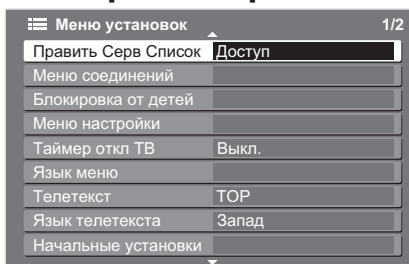 Меню установок 1/2
Править Серв Список Доступ
Меню соединений
Блокировка от детей
Меню настройки
Таймер откл ТВ Выкл.
Язык меню
Телетекст TOP
Язык телетекста Запад
Начальные установки